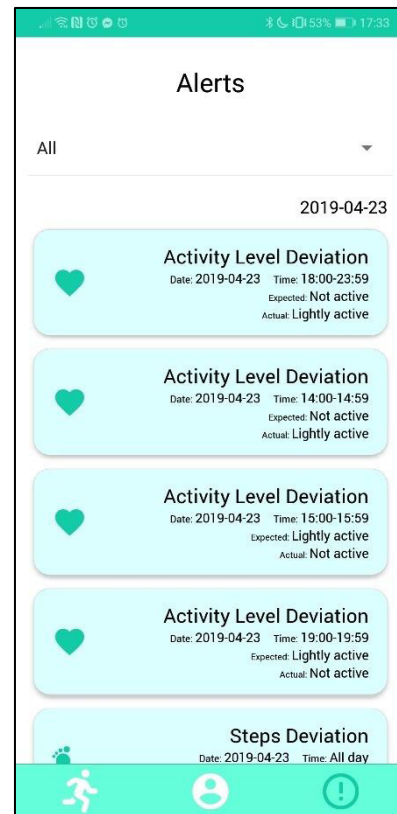 53% 17:33
Alerts
All
2019-04-23
Activity Level Deviation
Date: 2019-04-23 Time: 18:00-23:59
Expected: Not active
Actual: Lightly active
Activity Level Deviation
Date: 2019-04-23 Time: 14:00-14:59
Expected: Not active
Actual: Lightly active
Activity Level Deviation
Date: 2019-04-23 Time: 15:00-15:59
Expected: Lightly active
Actual: Not active
Activity Level Deviation
Date: 2019-04-23 Time: 19:00-19:59
Expected: Lightly active
Actual: Not active
Steps Deviation
Date: 2019-04-23 Time: All day